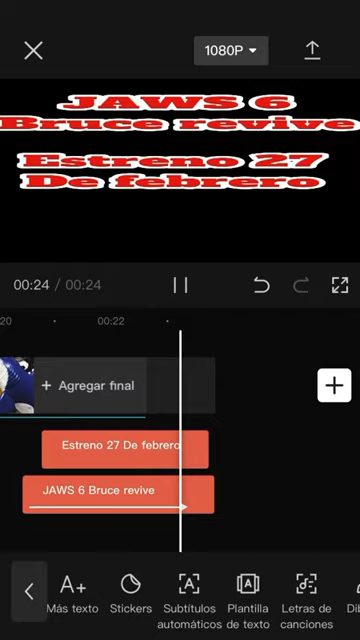 1080P
JAWS 6
Bruce revive
Estreno 27
De febrero
00:24 / 00:24
:20
00:22
+ Agregar final
Estreno 27 De febrero
JAWS 6 Bruce revive
A+
Más texto
Stickers
Subtítulos
automáticos
Plantilla
de texto
Letras de
canciones